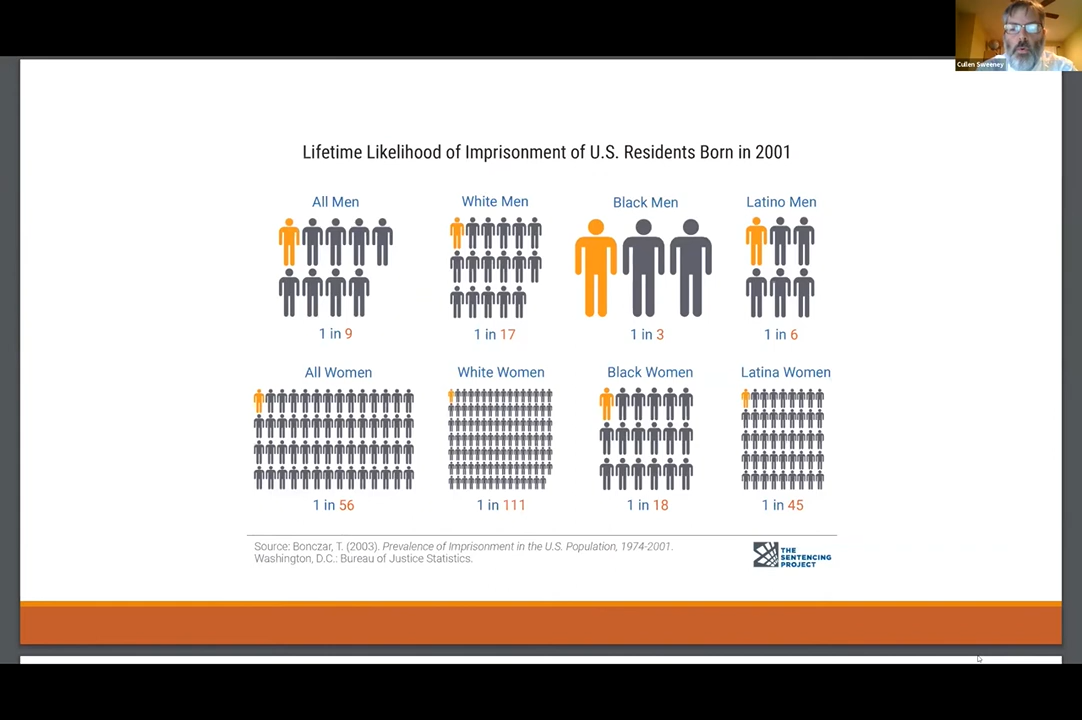 Cullen Sweeney
Lifetime Likelihood of Imprisonment of U.S. Residents Born in 2001
All Men
White Men
Black Men
Latino Men
1 in 9
1 in 17
1 in 3
1 in 6
All Women
White Women
Black Women
Latina Women
1 in 56
1 in 111
1 in 18
1 in 45
Source: Bonczar, T. (2003). Prevalence of Imprisonment in the U.S. Population, 1974-2001.
Washington, D.C.: Bureau of Justice Statistics.
THE
SENTENCING
PROJECT